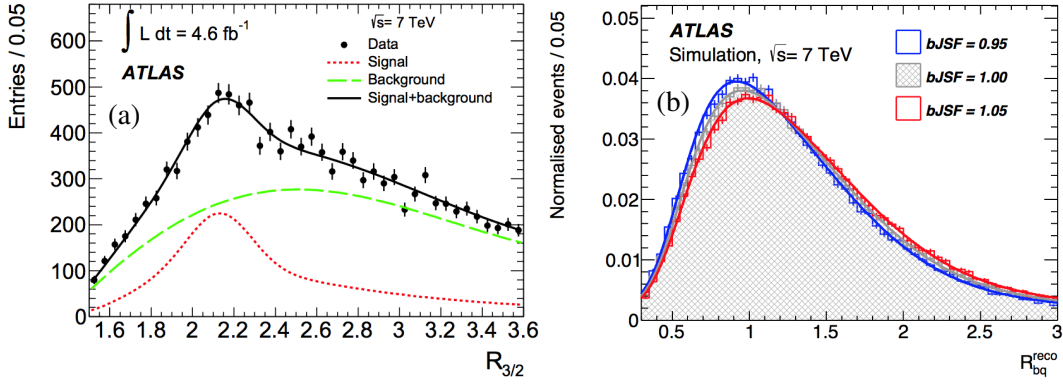 ∫ L dt = 4.6 fb⁻¹
√s= 7 TeV
ATLAS
(a)
Data
Signal
Background
Signal+background
Entries / 0.05
600
500
400
300
200
100
0
1.6 1.8 2 2.2 2.4 2.6 2.8 3 3.2 3.4 3.6
R3/2
ATLAS
Simulation, √s= 7 TeV
(b)
bJSF = 0.95
bJSF = 1.00
bJSF = 1.05
Normalised events / 0.05
0.05
0.04
0.03
0.02
0.01
0
0.5 1 1.5 2 2.5 3
R_bq^reco